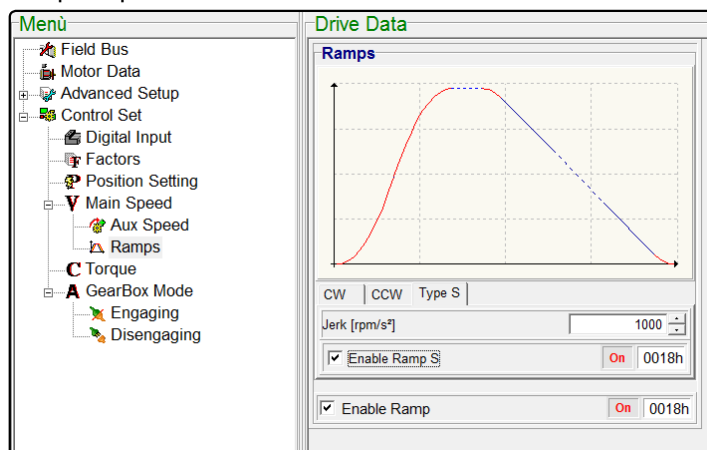 Menù
Field Bus
Motor Data
Advanced Setup
Control Set
Digital Input
Factors
Position Setting
Main Speed
Aux Speed
Ramps
Torque
GearBox Mode
Engaging
Disengaging
Drive Data
Ramps
CW CCW Type S
Jerk [rpm/s²] 1000
Enable Ramp S On 0018h
Enable Ramp On 0018h